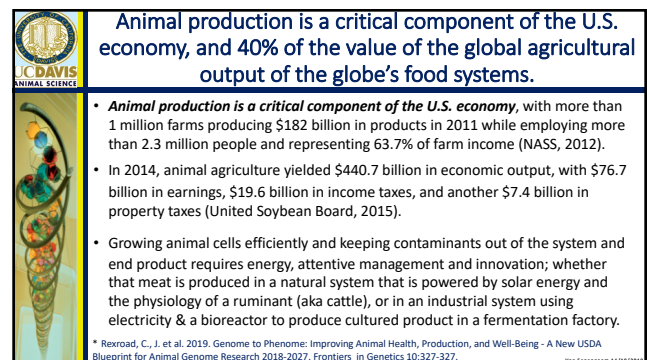 Animal production is a critical component of the U.S.
economy, and 40% of the value of the global agricultural
output of the globe’s food systems.
UCDAVIS
ANIMAL SCIENCE
• Animal production is a critical component of the U.S. economy, with more than
1 million farms producing $182 billion in products in 2011 while employing more
than 2.3 million people and representing 63.7% of farm income (NASS, 2012).
• In 2014, animal agriculture yielded $440.7 billion in economic output, with $76.7
billion in earnings, $19.6 billion in income taxes, and another $7.4 billion in
property taxes (United Soybean Board, 2015).
• Growing animal cells efficiently and keeping contaminants out of the system and
end product requires energy, attentive management and innovation; whether
that meat is produced in a natural system that is powered by solar energy and
the physiology of a ruminant (aka cattle), or in an industrial system using
electricity & a bioreactor to produce cultured product in a fermentation factory.
* Rexroad, C., J. et al. 2019. Genome to Phenome: Improving Animal Health, Production, and Well-Being - A New USDA
Blueprint for Animal Genome Research 2018-2027. Frontiers in Genetics 10:327-327.